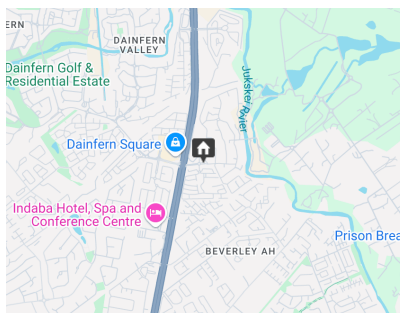 ERN
DAINFERN
VALLEY
Dainfern Golf &
Residential Estate
Jukskei Rivier
Dainfern Square
Indaba Hotel, Spa and
Conference Centre
Prison Brea
BEVERLEY AH